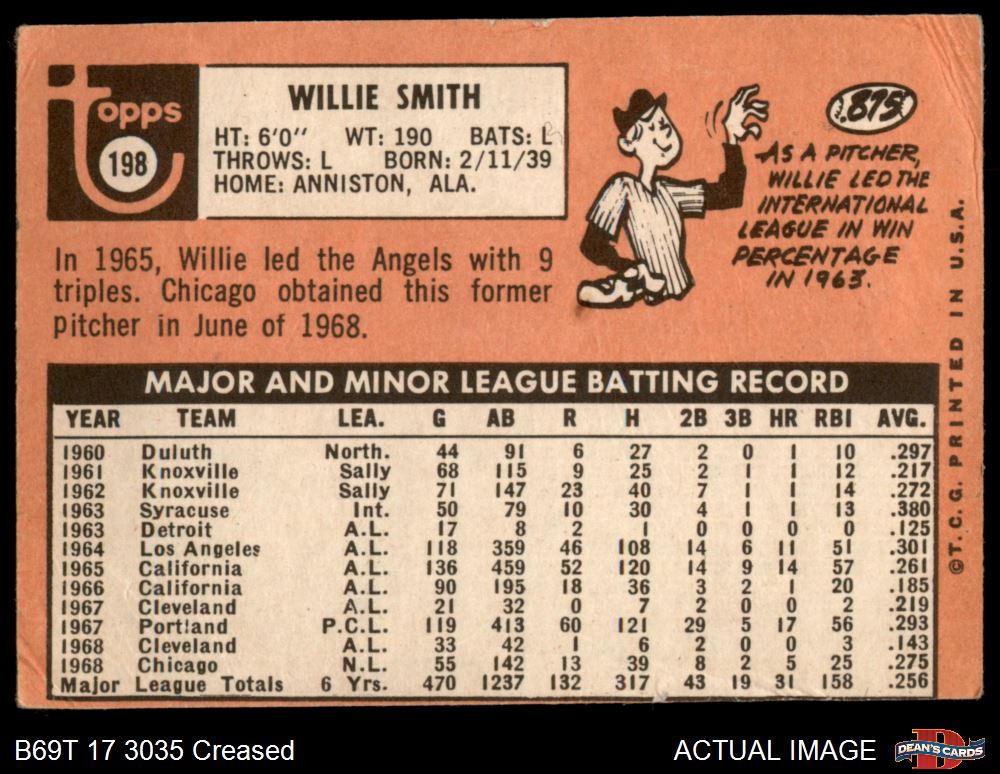 Topps
198
WILLIE SMITH
HT: 6'0" WT: 190 BATS: L
THROWS: L BORN: 2/11/39
HOME: ANNISTON, ALA.
.875
AS A PITCHER,
WILLIE LED THE
INTERNATIONAL
LEAGUE IN WIN
PERCENTAGE
IN 1963.
In 1965, Willie led the Angels with 9
triples. Chicago obtained this former
pitcher in June of 1968.
MAJOR AND MINOR LEAGUE BATTING RECORD
YEAR TEAM LEA. G AB R H 2B 3B HR RBI AVG.
1960 Duluth North. 44 91 6 27 2 0 1 10 .297
1961 Knoxville Sally 68 115 9 25 2 1 1 12 .217
1962 Knoxville Sally 71 147 23 40 7 1 1 14 .272
1963 Syracuse Int. 50 79 10 30 4 1 1 13 .380
1963 Detroit A.L. 17 8 2 1 0 0 0 0 .125
1964 Los Angeles A.L. 118 359 46 108 14 6 11 51 .301
1965 California A.L. 136 459 52 120 14 9 14 57 .261
1966 California A.L. 90 195 18 36 3 2 1 20 .185
1967 Cleveland A.L. 21 32 0 7 2 0 0 2 .219
1967 Portland P.C.L. 119 413 60 121 29 5 17 56 .293
1968 Cleveland A.L. 33 42 1 6 2 0 0 3 .143
1968 Chicago N.L. 55 142 13 39 8 2 5 25 .275
Major League Totals 6 Yrs. 470 1237 132 317 43 19 31 158 .256
©T.C.G. PRINTED IN U.S.A.
B69T 17 3035 Creased
ACTUAL IMAGE
D
DEAN'S CARDS